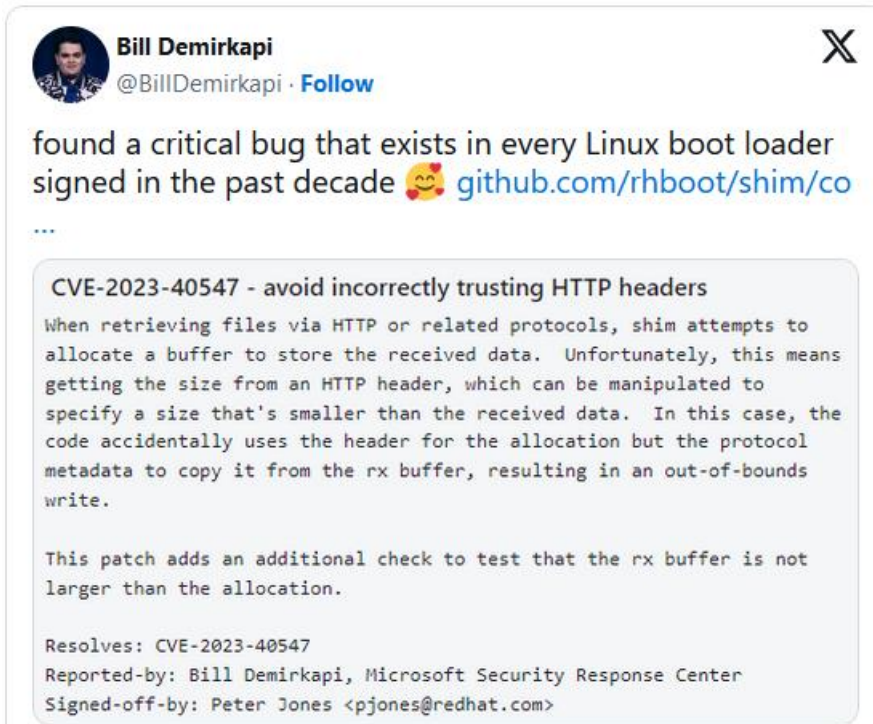 Bill Demirkapi
@BillDemirkapi · Follow
found a critical bug that exists in every Linux boot loader
signed in the past decade 🥰 github.com/rhboot/shim/co
...
CVE-2023-40547 - avoid incorrectly trusting HTTP headers
When retrieving files via HTTP or related protocols, shim attempts to
allocate a buffer to store the received data.  Unfortunately, this means
getting the size from an HTTP header, which can be manipulated to
specify a size that's smaller than the received data.  In this case, the
code accidentally uses the header for the allocation but the protocol
metadata to copy it from the rx buffer, resulting in an out-of-bounds
write.
This patch adds an additional check to test that the rx buffer is not
larger than the allocation.
Resolves: CVE-2023-40547
Reported-by: Bill Demirkapi, Microsoft Security Response Center
Signed-off-by: Peter Jones <pjones@redhat.com>